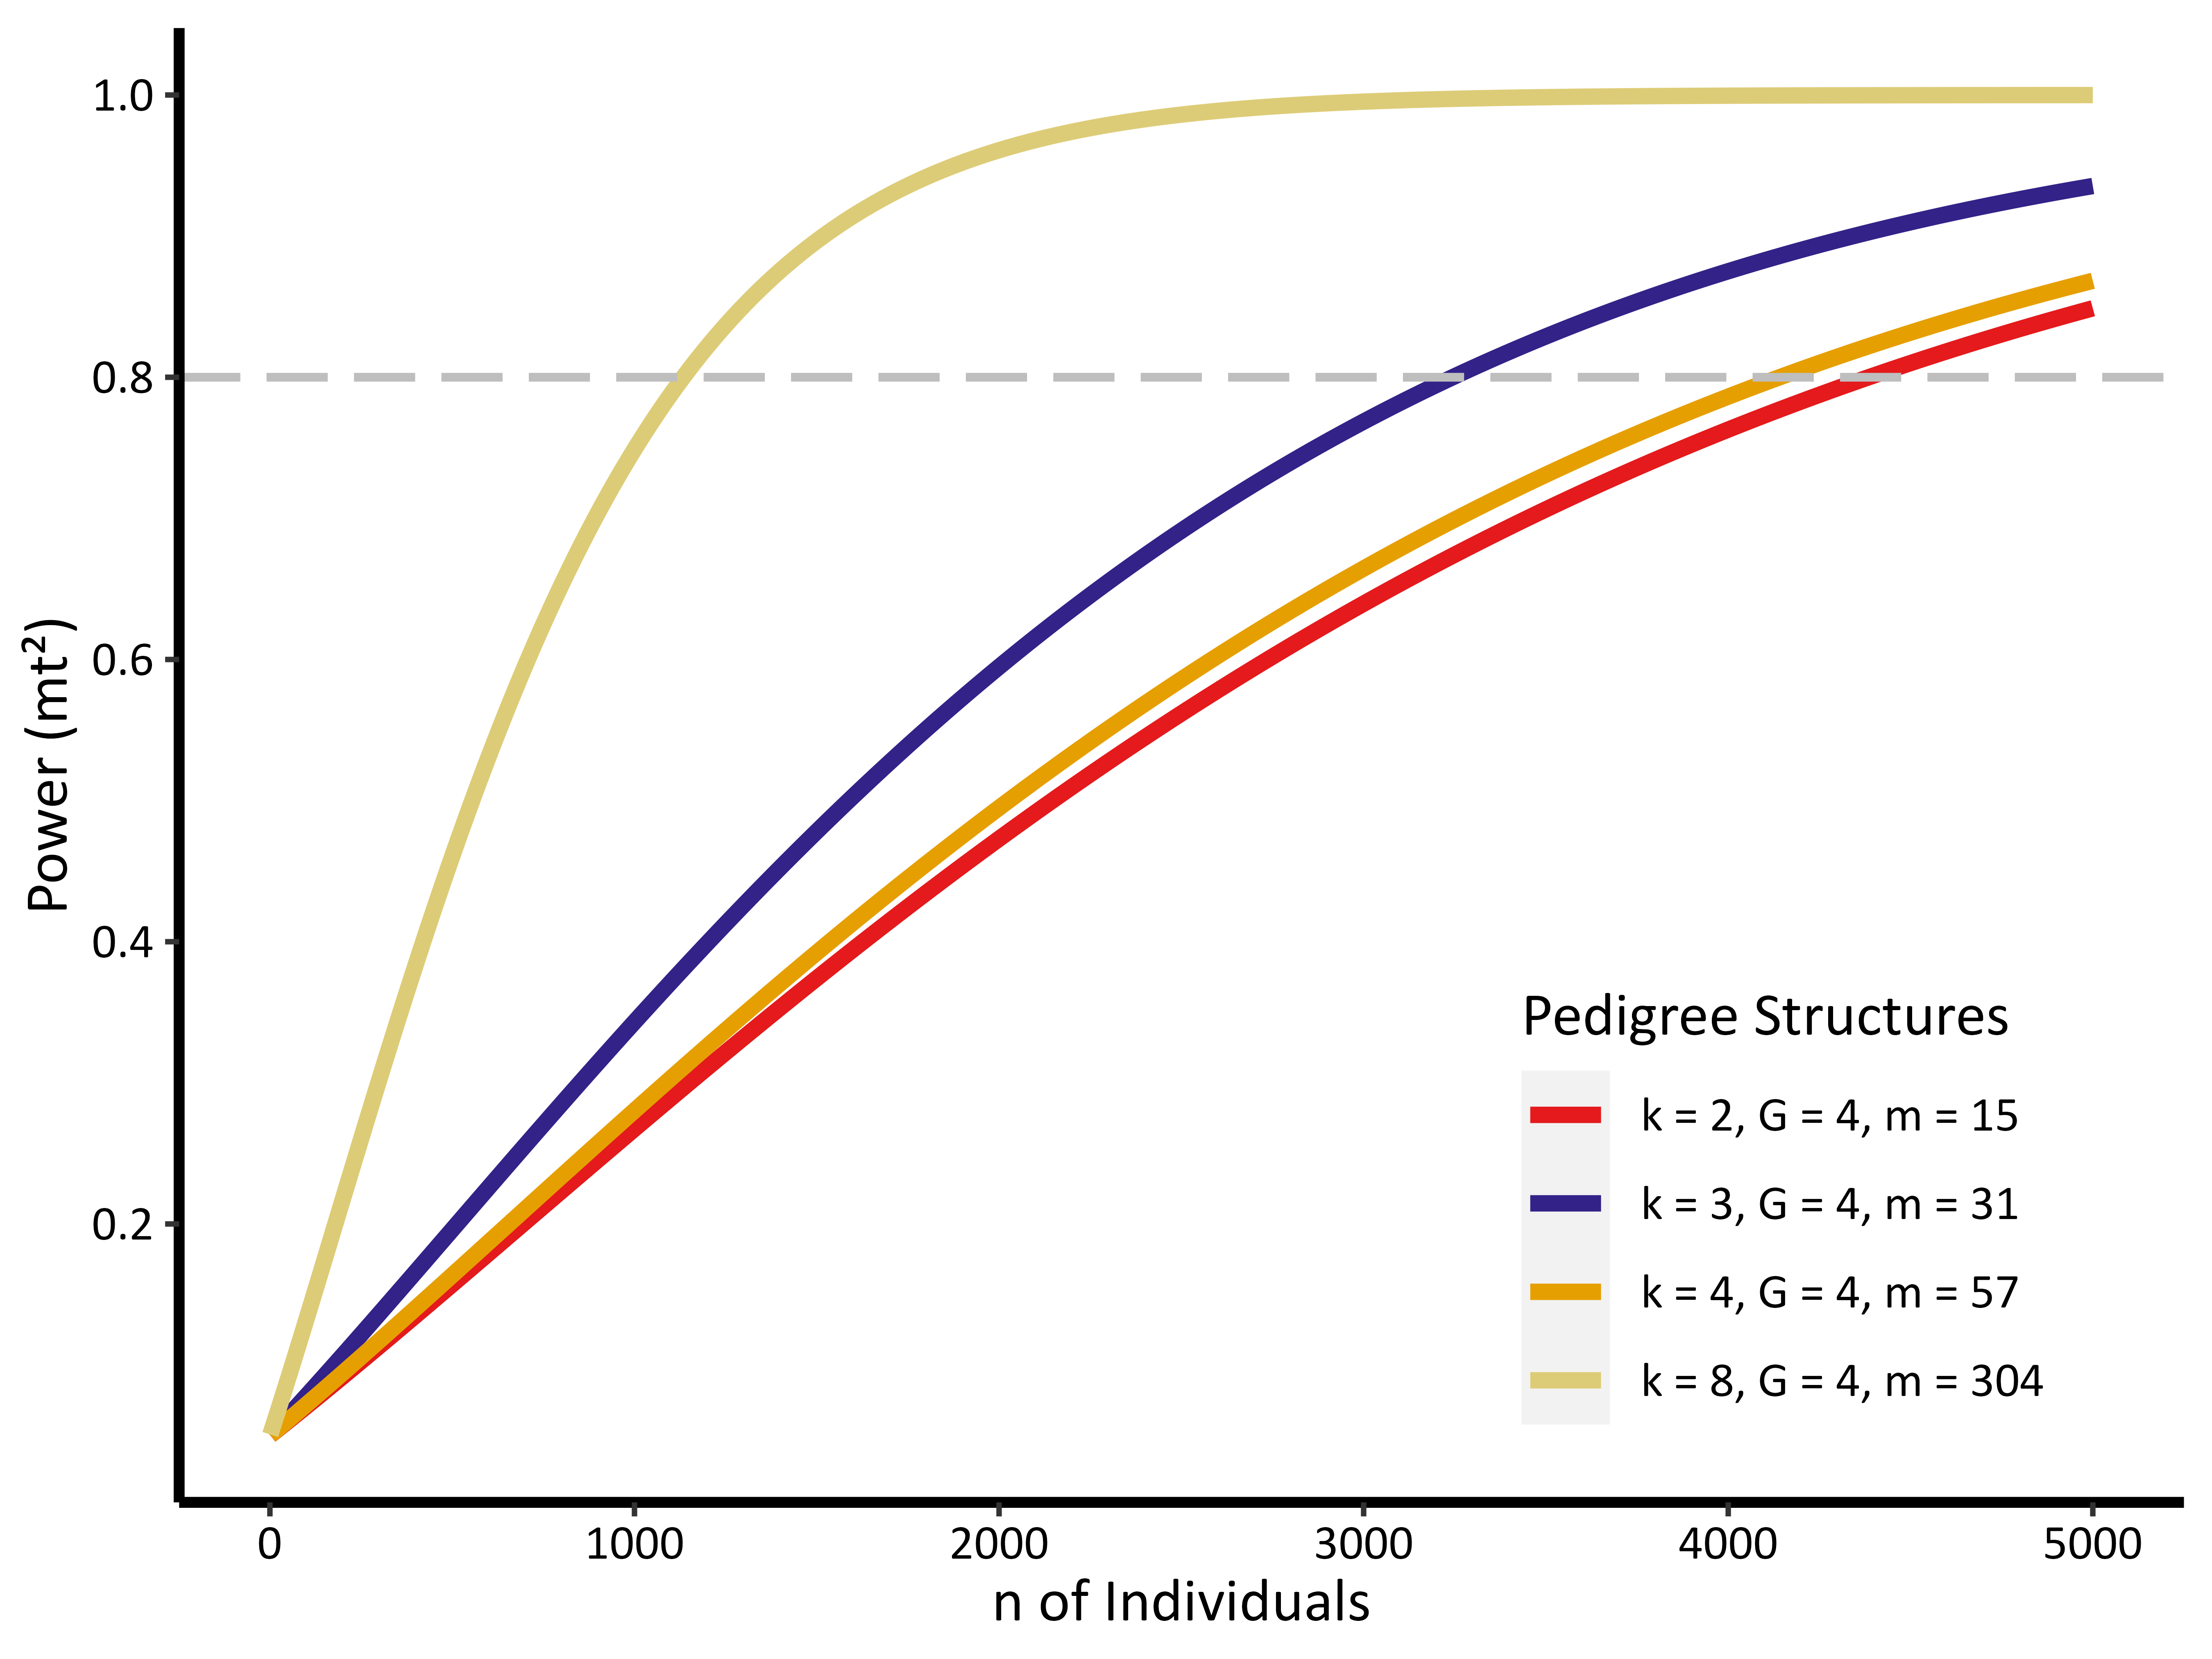 Power (mt²)
1.0
0.8
0.6
0.4
0.2
0 1000 2000 3000 4000 5000
n of Individuals
Pedigree Structures
k = 2, G = 4, m = 15
k = 3, G = 4, m = 31
k = 4, G = 4, m = 57
k = 8, G = 4, m = 304